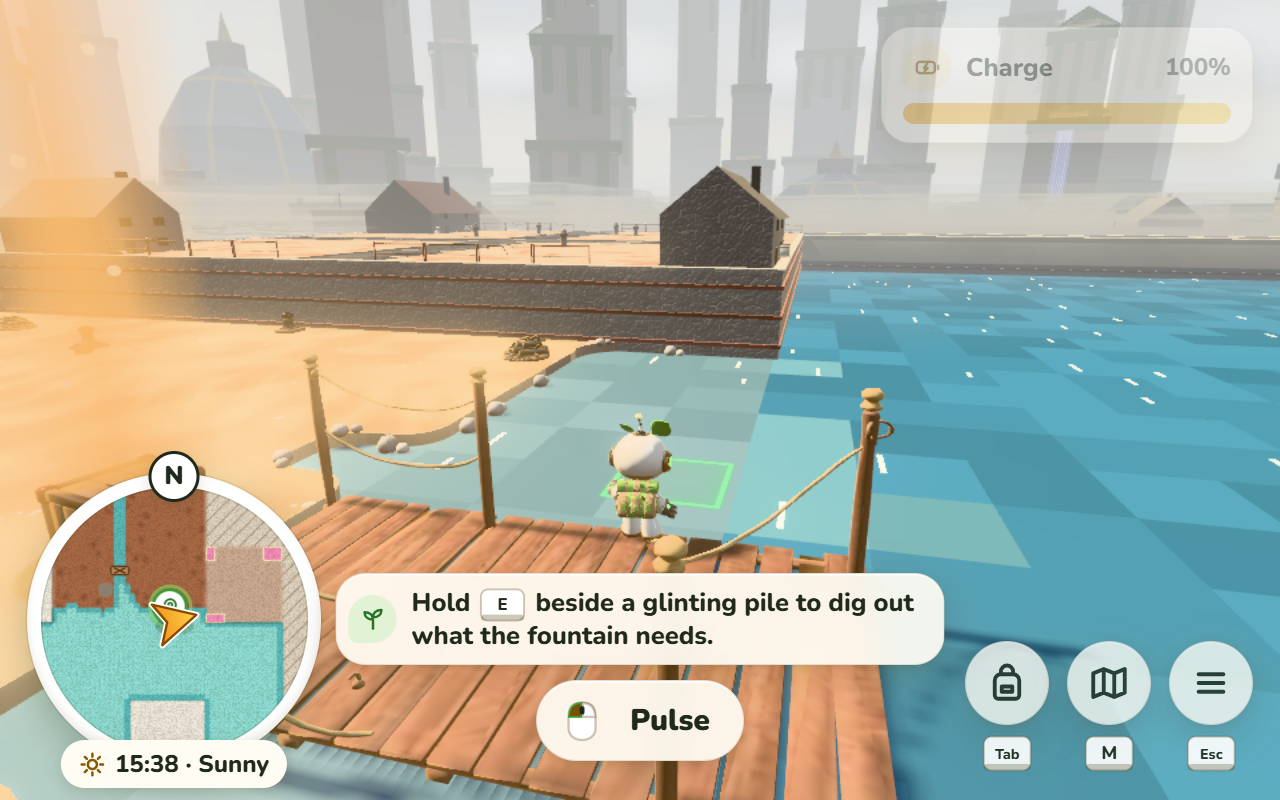 Charge 100%
N
Hold E beside a glinting pile to dig out
what the fountain needs.
Pulse
15:38 · Sunny
Tab M Esc